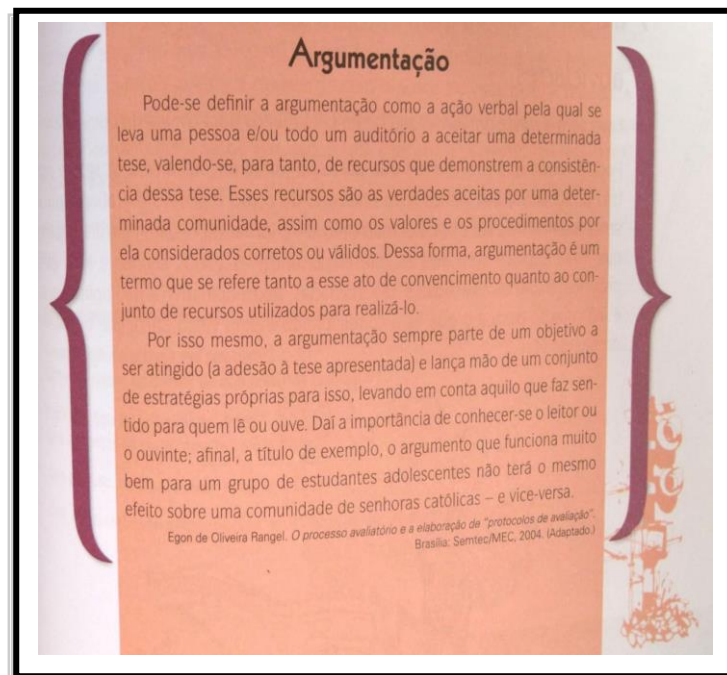 Argumentação
Pode-se definir a argumentação como a ação verbal pela qual se
leva uma pessoa e/ou todo um auditório a aceitar uma determinada
tese, valendo-se, para tanto, de recursos que demonstrem a consistên-
cia dessa tese. Esses recursos são as verdades aceitas por uma deter-
minada comunidade, assim como os valores e os procedimentos por
ela considerados corretos ou válidos. Dessa forma, argumentação é um
termo que se refere tanto a esse ato de convencimento quanto ao con-
junto de recursos utilizados para realizá-lo.
Por isso mesmo, a argumentação sempre parte de um objetivo a
ser atingido (a adesão à tese apresentada) e lança mão de um conjunto
de estratégias próprias para isso, levando em conta aquilo que faz sen-
tido para quem lê ou ouve. Daí a importância de conhecer-se o leitor ou
o ouvinte; afinal, a título de exemplo, o argumento que funciona muito
bem para um grupo de estudantes adolescentes não terá o mesmo
efeito sobre uma comunidade de senhoras católicas – e vice-versa.
Egon de Oliveira Rangel. O processo avaliatório e a elaboração de "protocolos de avaliação".
Brasília: Semtec/MEC, 2004. (Adaptado.)